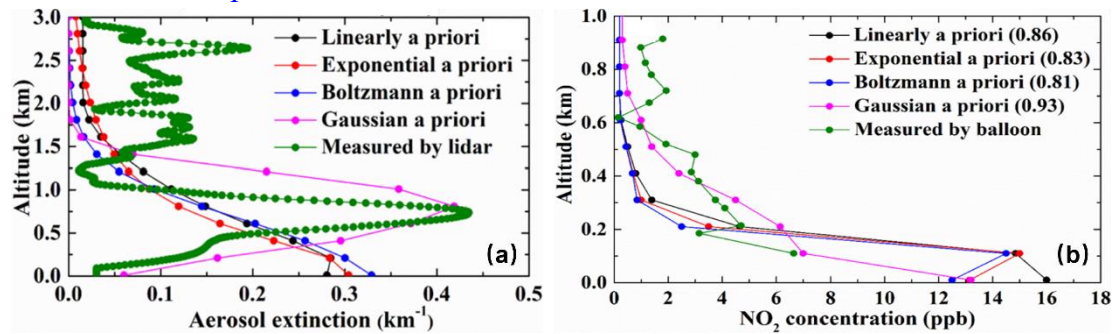 3.0
2.5
2.0
1.5
1.0
0.5
0.0
Altitude (km)
Linearly a priori
Exponential a priori
Boltzmann a priori
Gaussian a priori
Measured by lidar
(a)
0.0 0.1 0.2 0.3 0.4 0.5
Aerosol extinction (km⁻¹)
1.0
0.8
0.6
0.4
0.2
0.0
Altitude (km)
Linearly a priori (0.86)
Exponential a priori (0.83)
Boltzmann a priori (0.81)
Gaussian a priori (0.93)
Measured by balloon
(b)
0 2 4 6 8 10 12 14 16 18
NO₂ concentration (ppb)